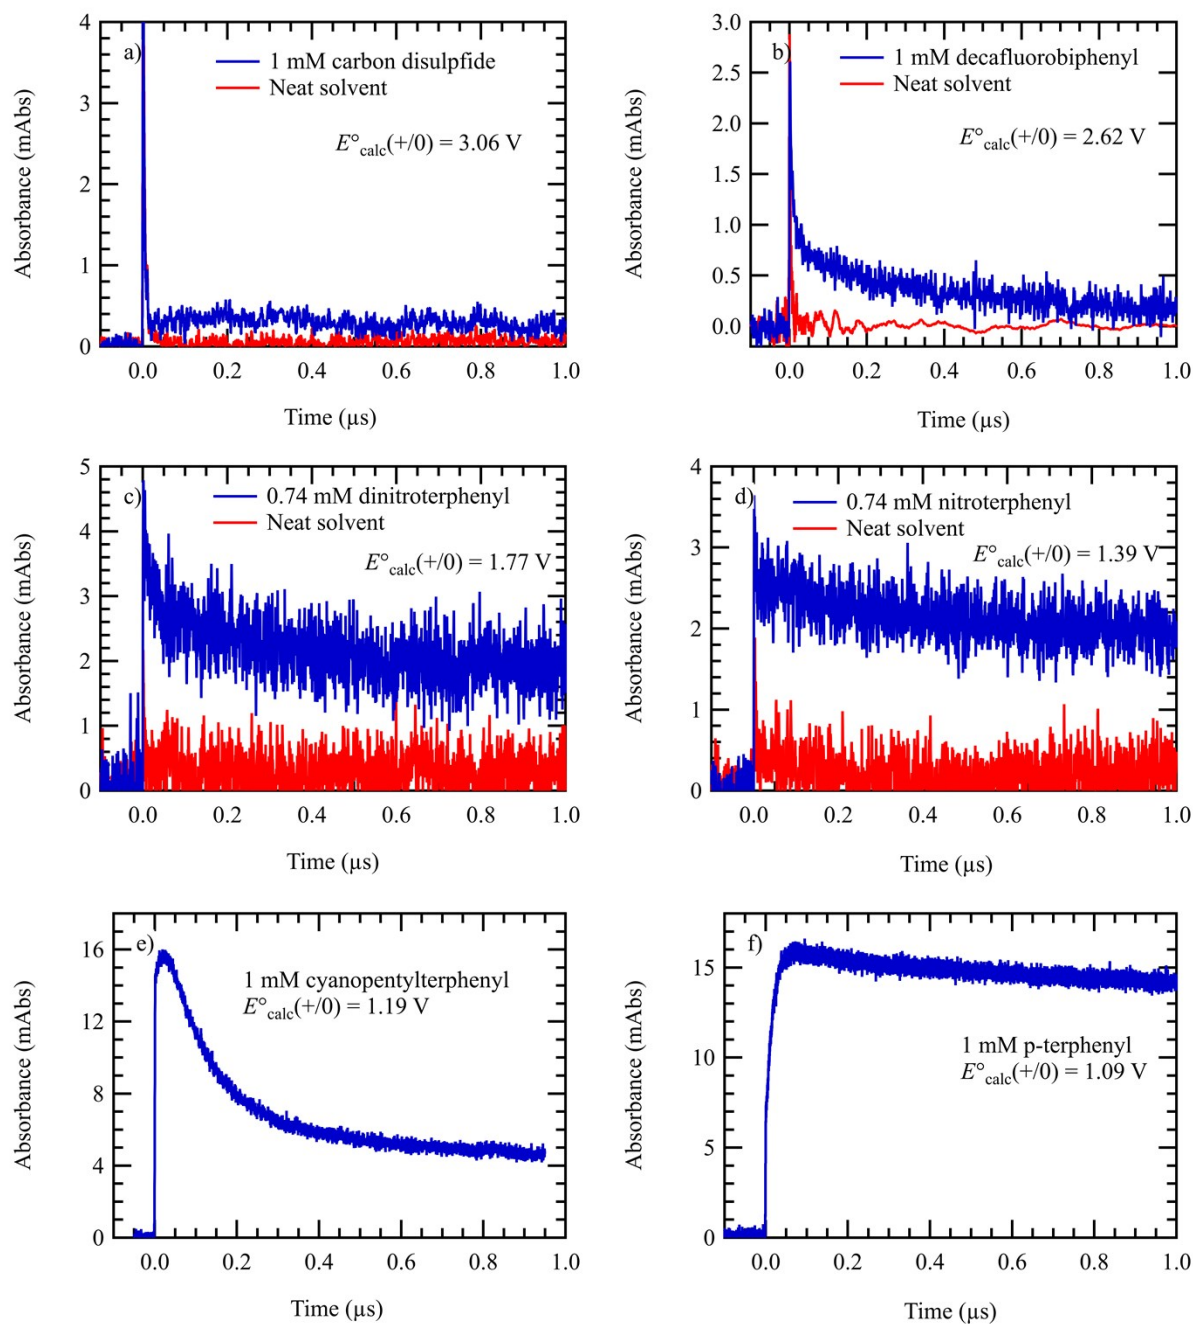 a)
1 mM carbon disulpfide
Neat solvent
E°calc(+/0) = 3.06 V
Absorbance (mAbs)
4
3
2
1
0
0.0 0.2 0.4 0.6 0.8 1.0
Time (µs)
b)
1 mM decafluorobiphenyl
Neat solvent
E°calc(+/0) = 2.62 V
Absorbance (mAbs)
3.0
2.5
2.0
1.5
1.0
0.5
0.0
0.0 0.2 0.4 0.6 0.8 1.0
Time (µs)
c)
0.74 mM dinitroterphenyl
Neat solvent
E°calc(+/0) = 1.77 V
Absorbance (mAbs)
5
4
3
2
1
0
0.0 0.2 0.4 0.6 0.8 1.0
Time (µs)
d)
0.74 mM nitroterphenyl
Neat solvent
E°calc(+/0) = 1.39 V
Absorbance (mAbs)
4
3
2
1
0
0.0 0.2 0.4 0.6 0.8 1.0
Time (µs)
e)
1 mM cyanopentylterphenyl
E°calc(+/0) = 1.19 V
Absorbance (mAbs)
16
12
8
4
0
0.0 0.2 0.4 0.6 0.8 1.0
Time (µs)
f)
1 mM p-terphenyl
E°calc(+/0) = 1.09 V
Absorbance (mAbs)
15
10
5
0
0.0 0.2 0.4 0.6 0.8 1.0
Time (µs)